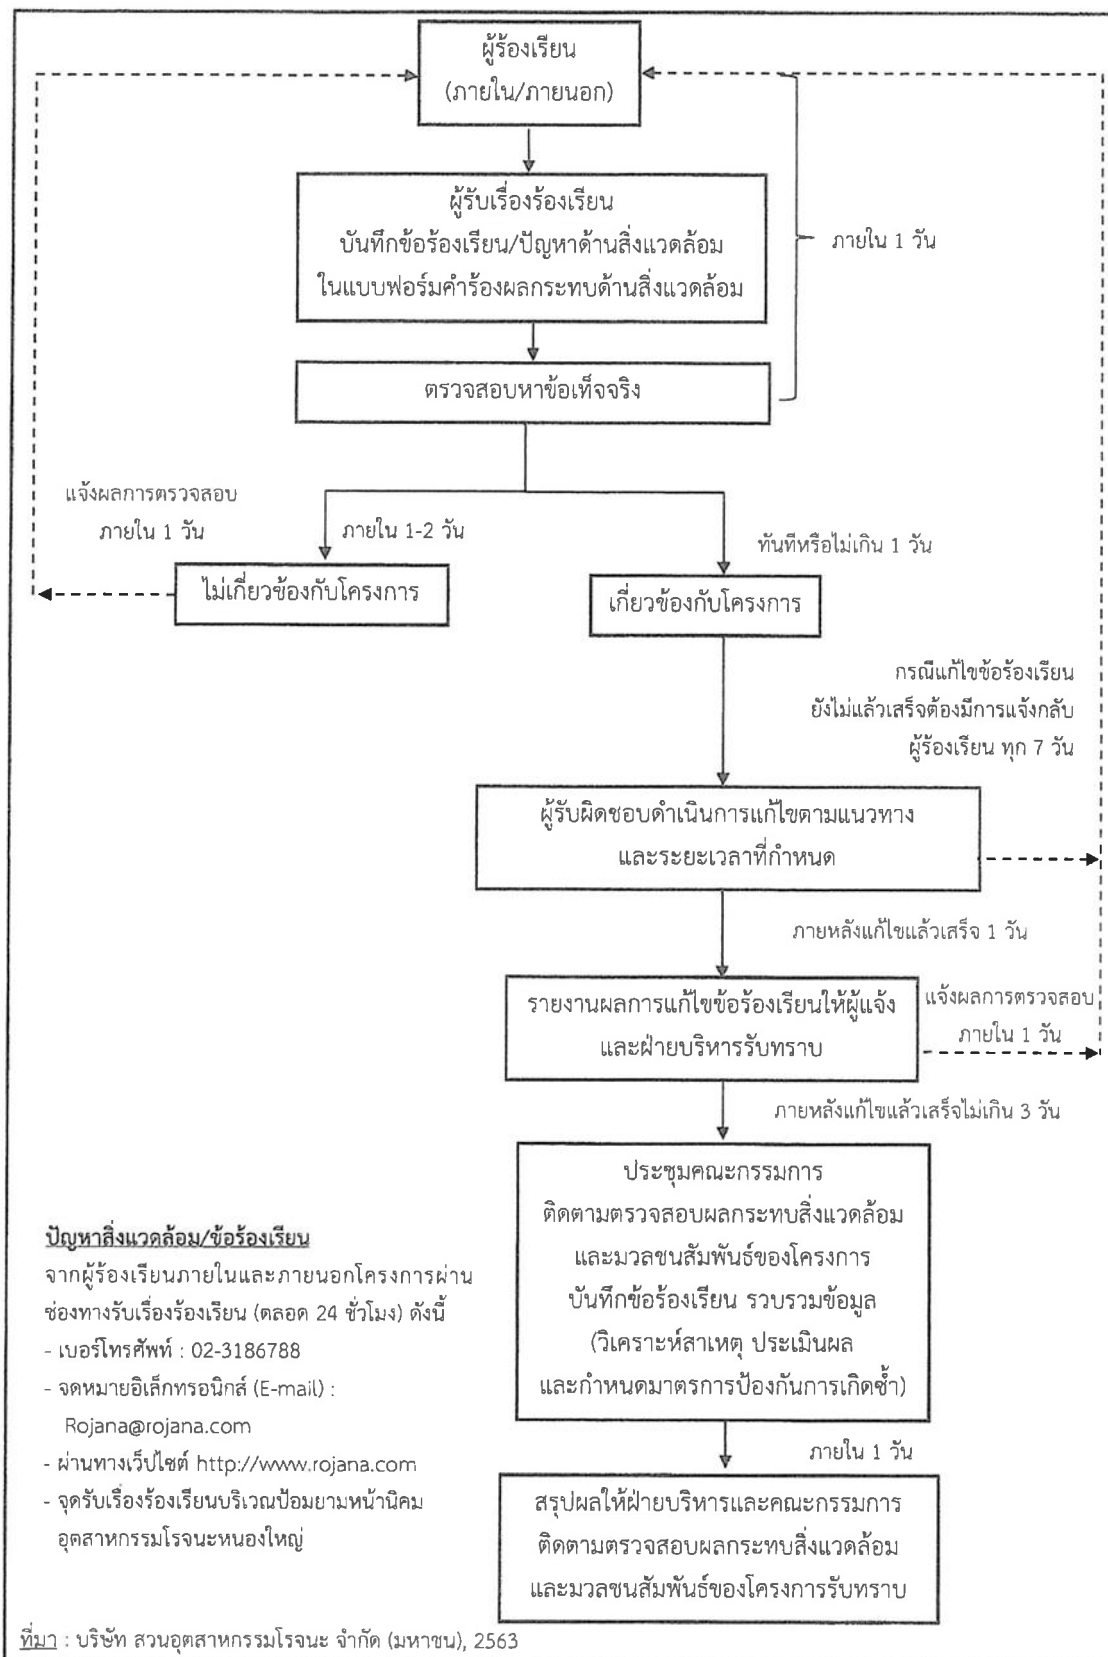 ผู้ร้องเรียน
(ภายใน/ภายนอก)
ผู้รับเรื่องร้องเรียน
บันทึกข้อร้องเรียน/ปัญหาด้านสิ่งแวดล้อม
ในแบบฟอร์มคำร้องผลกระทบด้านสิ่งแวดล้อม
ภายใน 1 วัน
ตรวจสอบหาข้อเท็จจริง
แจ้งผลการตรวจสอบ
ภายใน 1 วัน
ภายใน 1-2 วัน
ทันทีหรือไม่เกิน 1 วัน
ไม่เกี่ยวข้องกับโครงการ
เกี่ยวข้องกับโครงการ
กรณีแก้ไขข้อร้องเรียน
ยังไม่แล้วเสร็จต้องมีการแจ้งกลับ
ผู้ร้องเรียน ทุก 7 วัน
ผู้รับผิดชอบดำเนินการแก้ไขตามแนวทาง
และระยะเวลาที่กำหนด
ภายหลังแก้ไขแล้วเสร็จ 1 วัน
รายงานผลการแก้ไขข้อร้องเรียนให้ผู้แจ้ง
และฝ่ายบริหารรับทราบ
แจ้งผลการตรวจสอบ
ภายใน 1 วัน
ภายหลังแก้ไขแล้วเสร็จไม่เกิน 3 วัน
ประชุมคณะกรรมการ
ติดตามตรวจสอบผลกระทบสิ่งแวดล้อม
และมวลชนสัมพันธ์ของโครงการ
บันทึกข้อร้องเรียน รวบรวมข้อมูล
(วิเคราะห์สาเหตุ ประเมินผล
และกำหนดมาตรการป้องกันการเกิดซ้ำ)
ภายใน 1 วัน
สรุปผลให้ฝ่ายบริหารและคณะกรรมการ
ติดตามตรวจสอบผลกระทบสิ่งแวดล้อม
และมวลชนสัมพันธ์ของโครงการรับทราบ
ปัญหาสิ่งแวดล้อม/ข้อร้องเรียน
จากผู้ร้องเรียนภายในและภายนอกโครงการผ่าน
ช่องทางรับเรื่องร้องเรียน (ตลอด 24 ชั่วโมง) ดังนี้
- เบอร์โทรศัพท์ : 02-3186788
- จดหมายอิเล็กทรอนิกส์ (E-mail) :
Rojana@rojana.com
- ผ่านทางเว็ปไซต์ http://www.rojana.com
- จุดรับเรื่องร้องเรียนบริเวณป้อมยามหน้านิคม
อุตสาหกรรมโรจนะหนองใหญ่
ที่มา : บริษัท สวนอุตสาหกรรมโรจนะ จำกัด (มหาชน), 2563